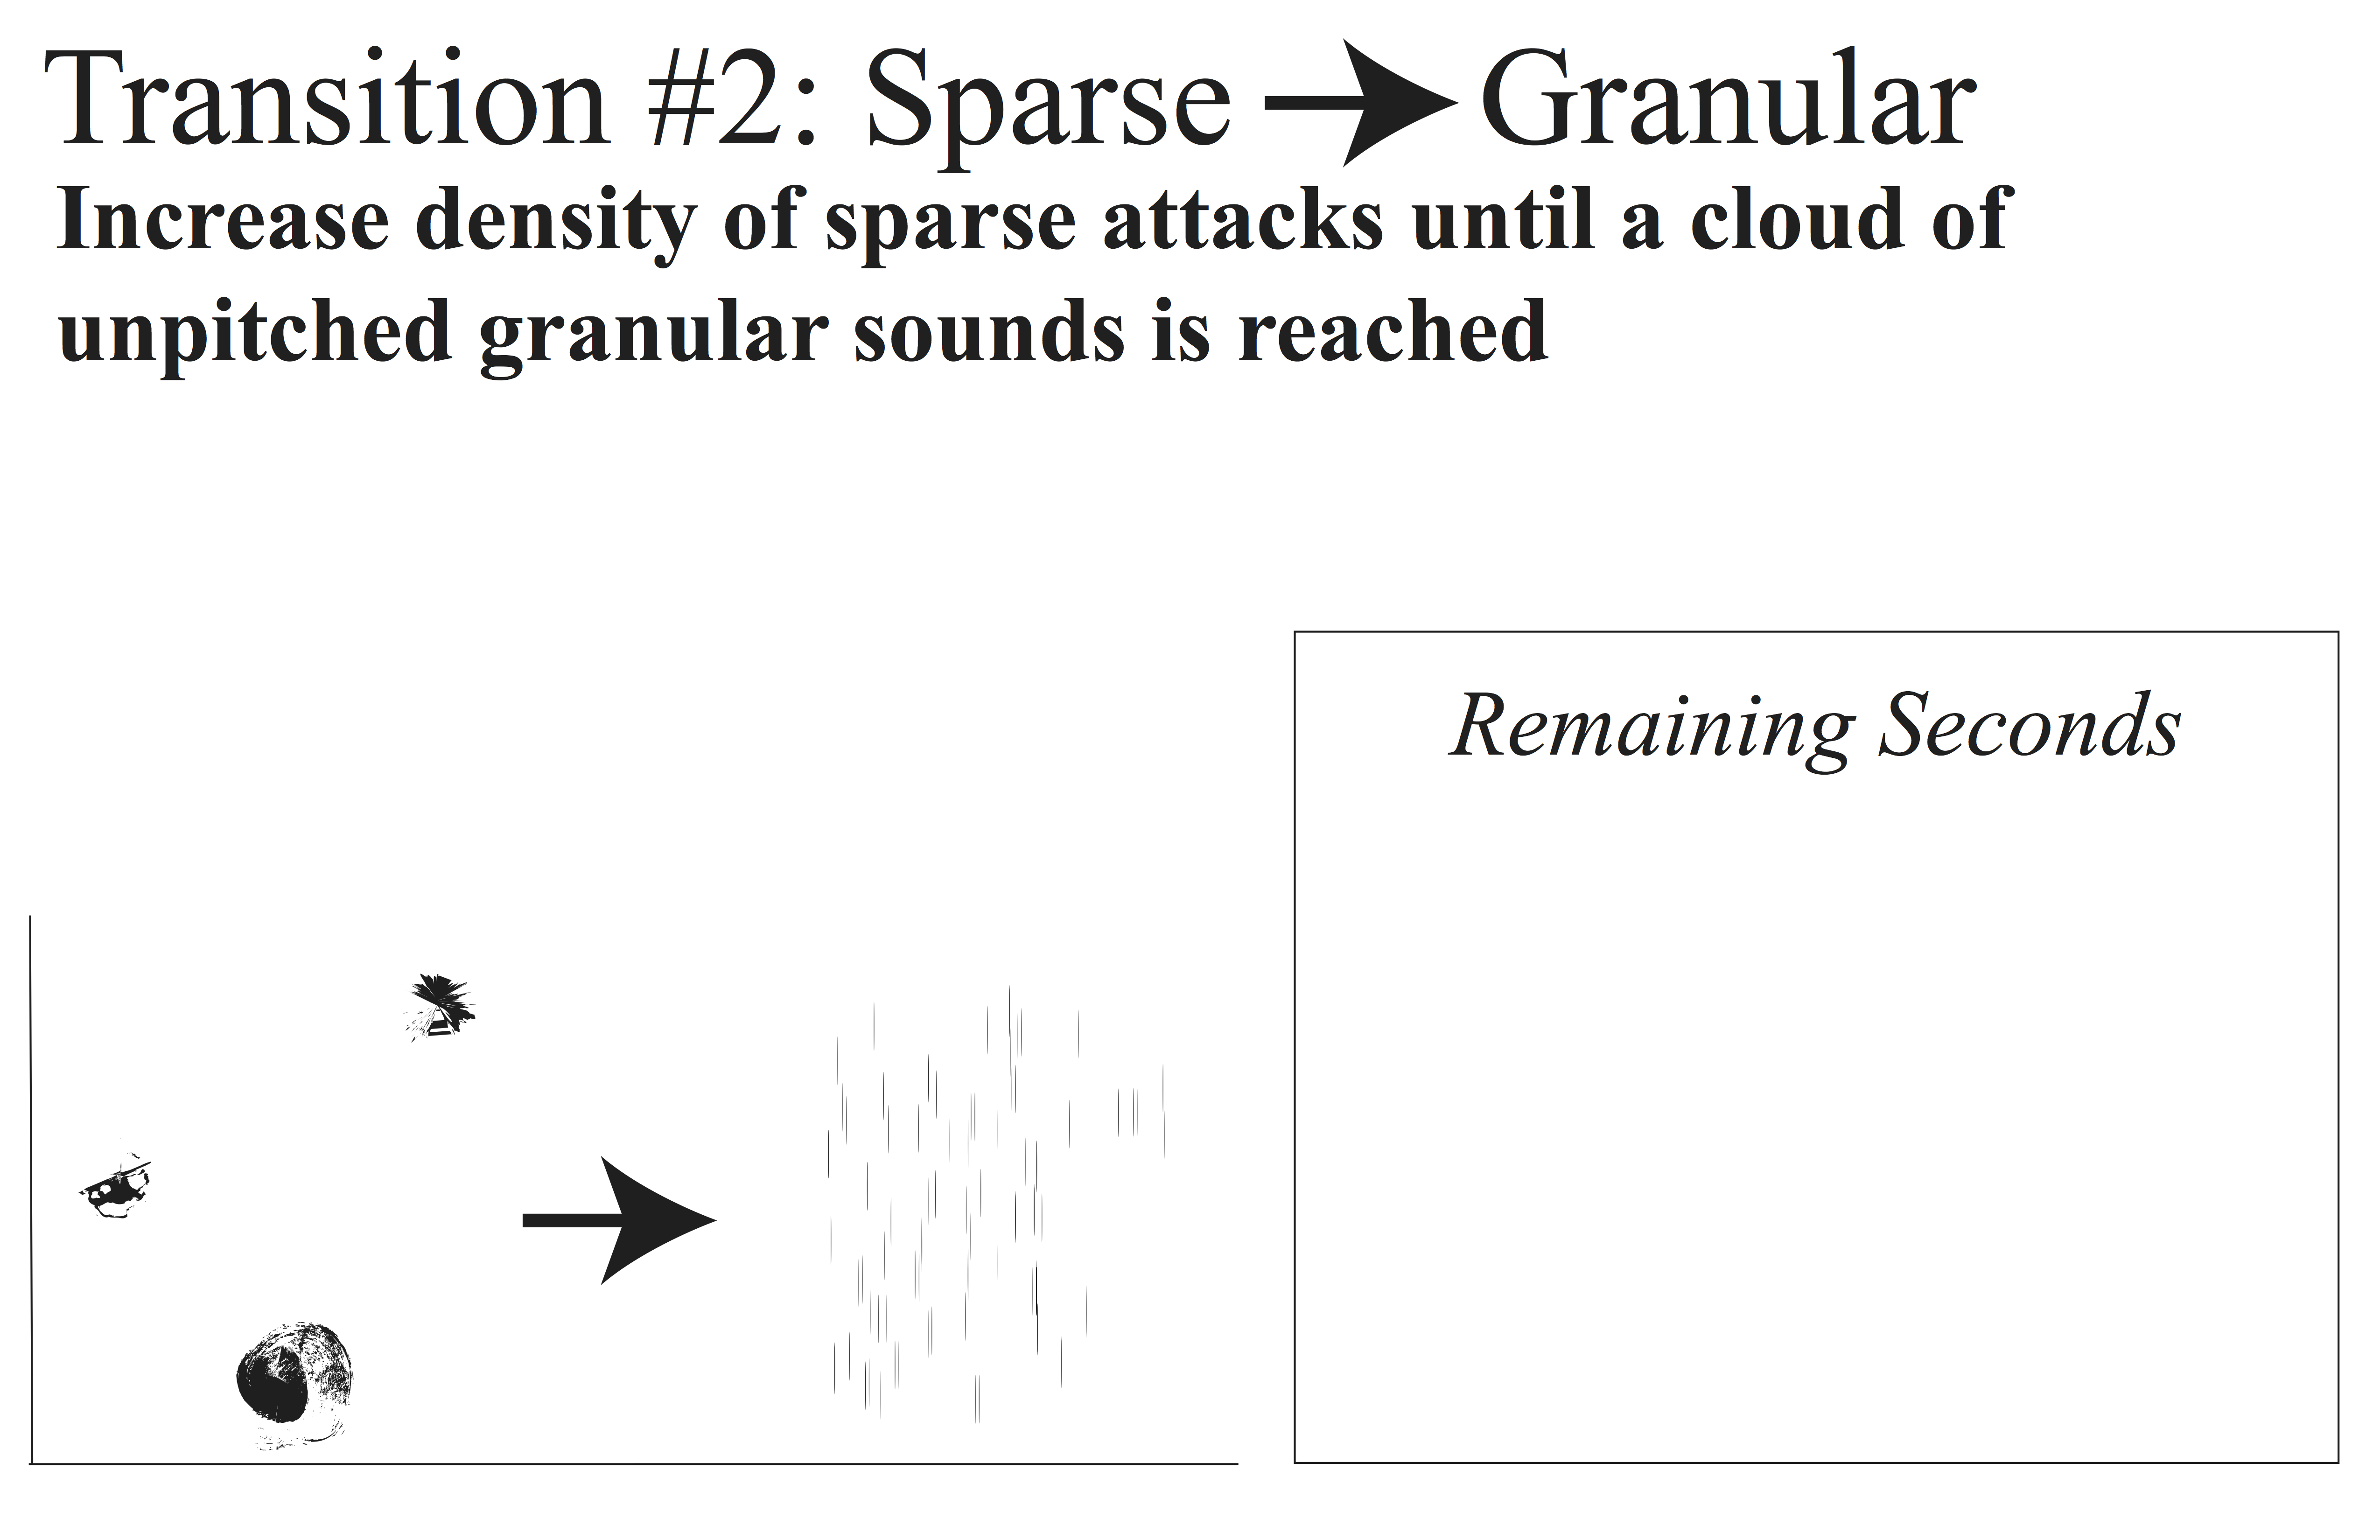 Transition #2: Sparse Granular
Increase density of sparse attacks until a cloud of
unpitched granular sounds is reached
Remaining Seconds